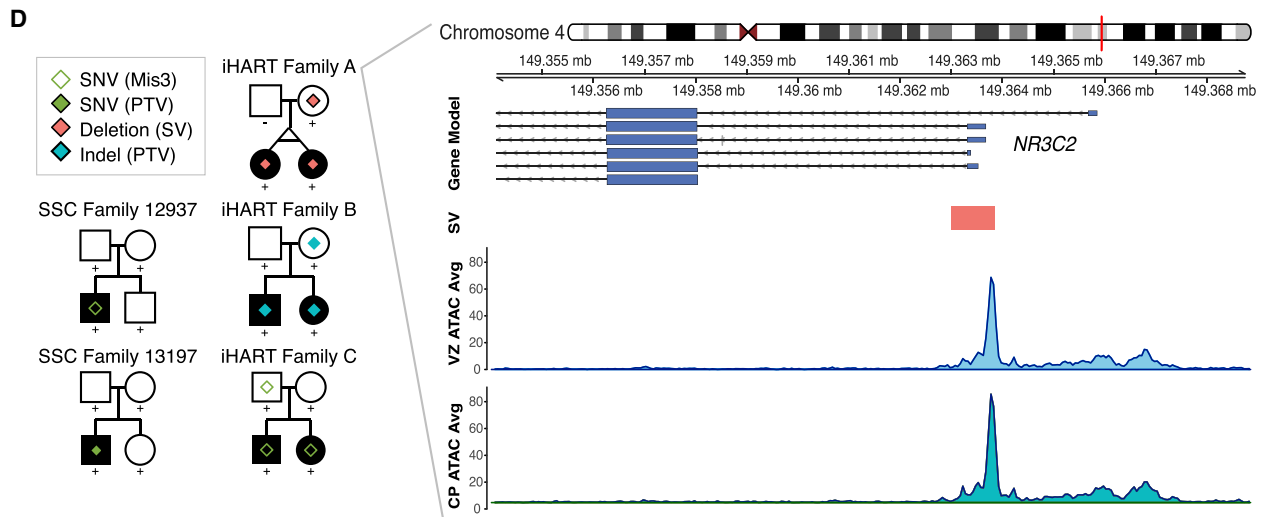 D
SNV (Mis3)
SNV (PTV)
Deletion (SV)
Indel (PTV)
iHART Family A
-
+
+
+
SSC Family 12937
+
+
+
+
iHART Family B
-
+
+
+
SSC Family 13197
+
+
+
+
iHART Family C
+
+
+
+
Chromosome 4
149.355 mb 149.357 mb 149.359 mb 149.361 mb 149.363 mb 149.365 mb 149.367 mb
149.356 mb 149.358 mb 149.360 mb 149.362 mb 149.364 mb 149.366 mb 149.368 mb
Gene Model
NR3C2
SV
VZ ATAC Avg
80
60
40
20
0
CP ATAC Avg
80
60
40
20
0